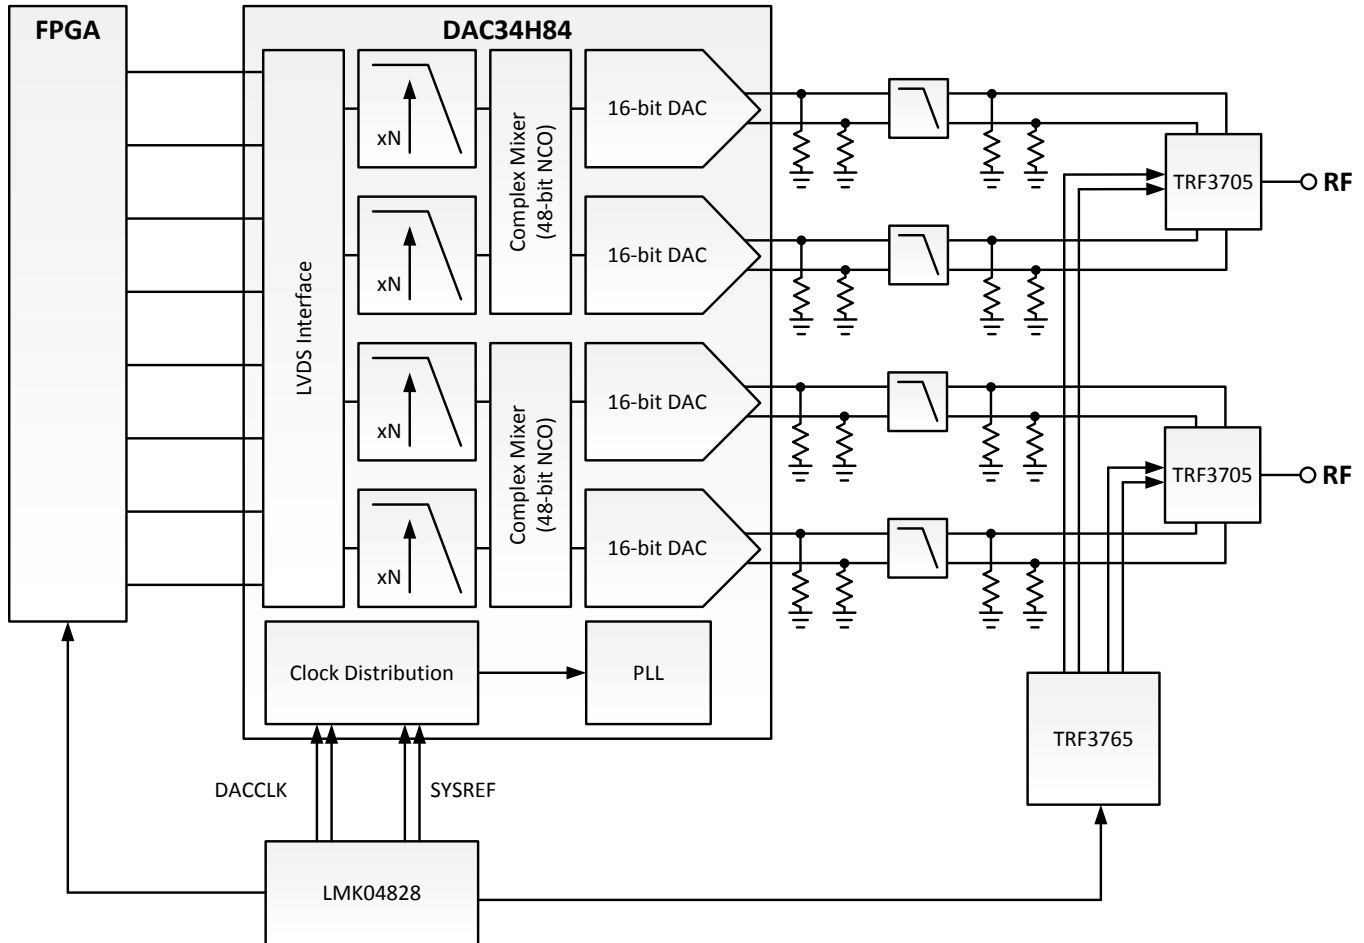 FPGA
DAC34H84
LVDS Interface
xN
xN
xN
xN
Complex Mixer
(48-bit NCO)
Complex Mixer
(48-bit NCO)
16-bit DAC
16-bit DAC
16-bit DAC
16-bit DAC
TRF3705
RF
TRF3705
RF
Clock Distribution
PLL
TRF3765
DACCLK
SYSREF
LMK04828